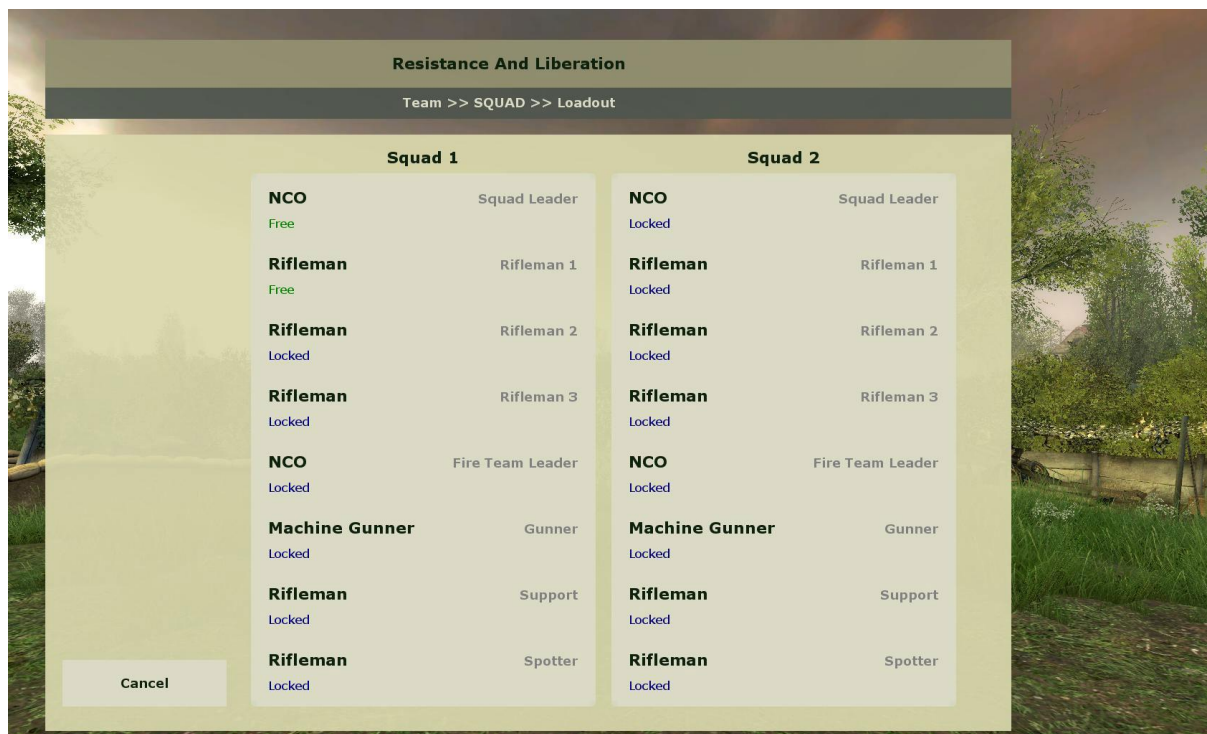 Resistance And Liberation
Team >> SQUAD >> Loadout
Squad 1
NCO Squad Leader
Free
Rifleman Rifleman 1
Free
Rifleman Rifleman 2
Locked
Rifleman Rifleman 3
Locked
NCO Fire Team Leader
Locked
Machine Gunner Gunner
Locked
Rifleman Support
Locked
Rifleman Spotter
Locked
Squad 2
NCO Squad Leader
Locked
Rifleman Rifleman 1
Locked
Rifleman Rifleman 2
Locked
Rifleman Rifleman 3
Locked
NCO Fire Team Leader
Locked
Machine Gunner Gunner
Locked
Rifleman Support
Locked
Rifleman Spotter
Locked
Cancel